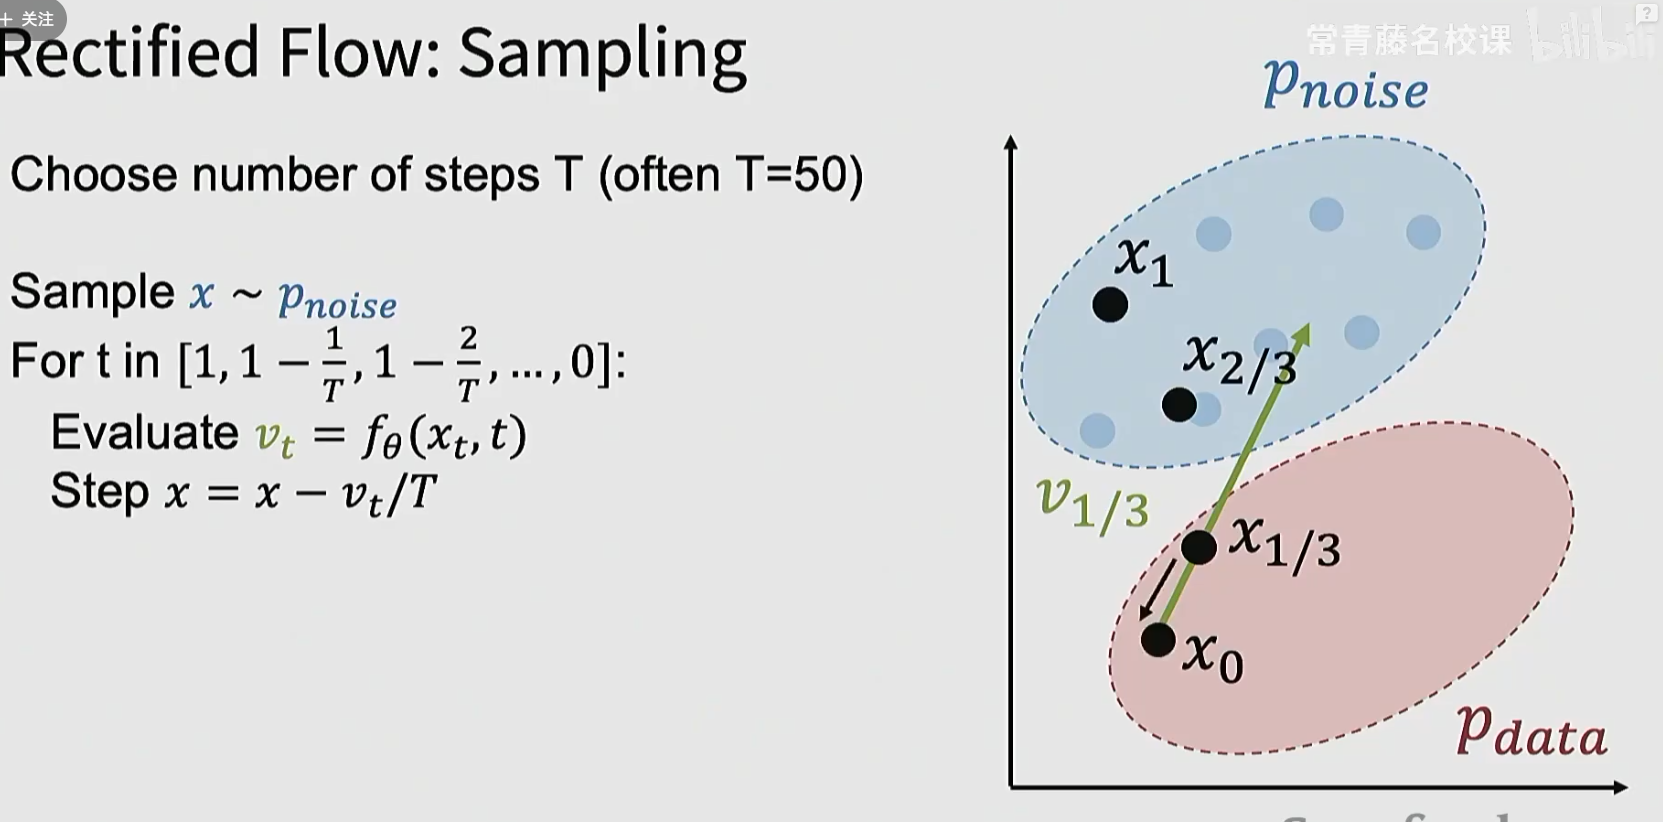 + 关注
常青藤名校课 bilibili
?
Rectified Flow: Sampling
Choose number of steps T (often T=50)
Sample x ~ p_noise
For t in [1, 1 − 1/T, 1 − 2/T, ..., 0]:
Evaluate v_t = f_θ(x_t, t)
Step x = x − v_t/T
p_noise
x_1
x_2/3
v_1/3
x_1/3
x_0
p_data